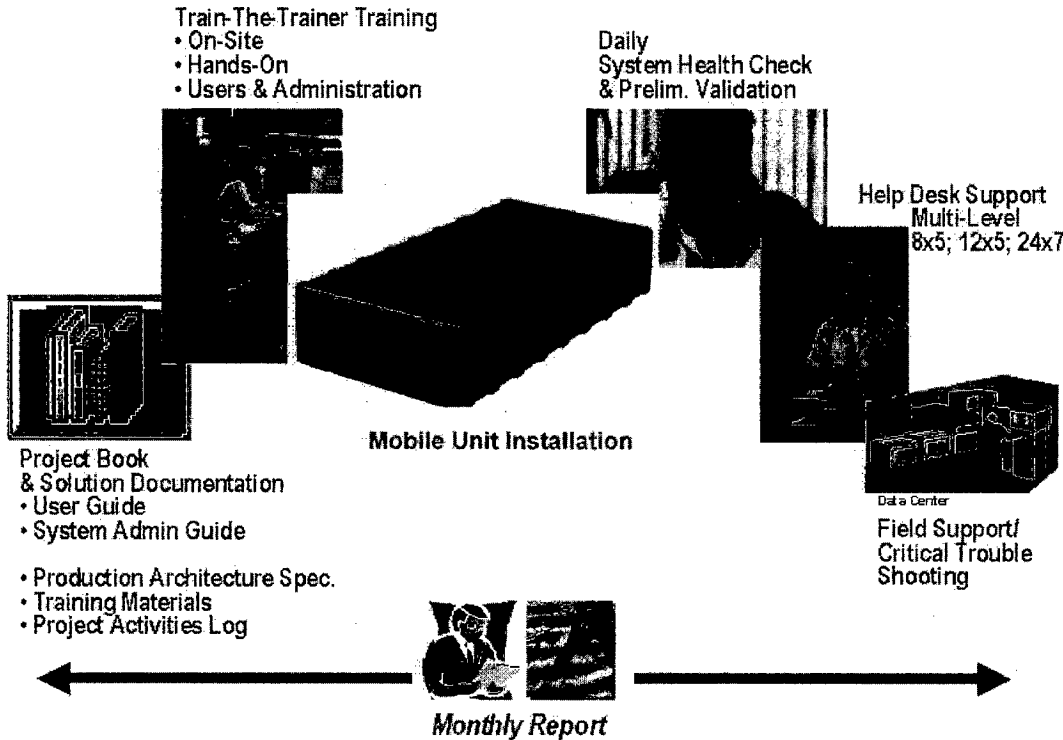 Train-The-Trainer Training
• On-Site
• Hands-On
• Users & Administration
Daily
System Health Check
& Prelim. Validation
Help Desk Support
Multi-Level
8x5; 12x5; 24x7
Mobile Unit Installation
Project Book
& Solution Documentation
• User Guide
• System Admin Guide
• Production Architecture Spec.
• Training Materials
• Project Activities Log
Data Center
Field Support/
Critical Trouble
Shooting
Monthly Report